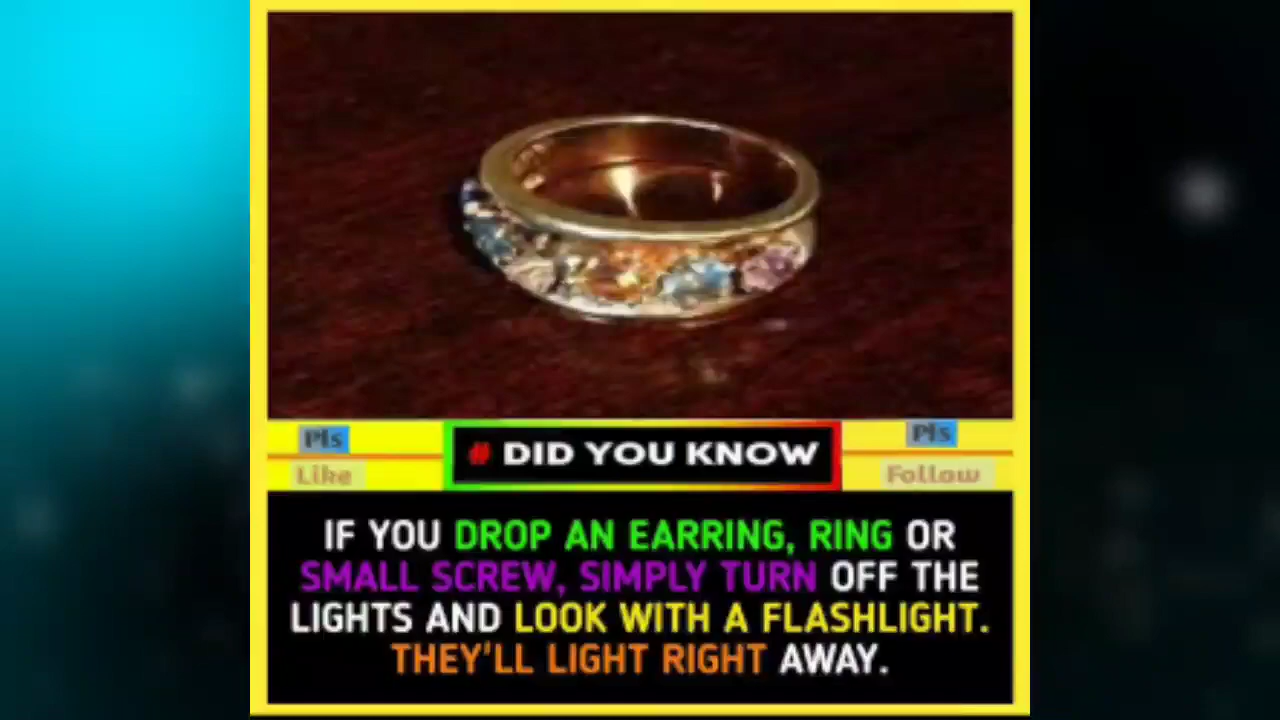 Pls
Like
# DID YOU KNOW
Pls
Follow
IF YOU DROP AN EARRING, RING OR
SMALL SCREW, SIMPLY TURN OFF THE
LIGHTS AND LOOK WITH A FLASHLIGHT.
THEY'LL LIGHT RIGHT AWAY.